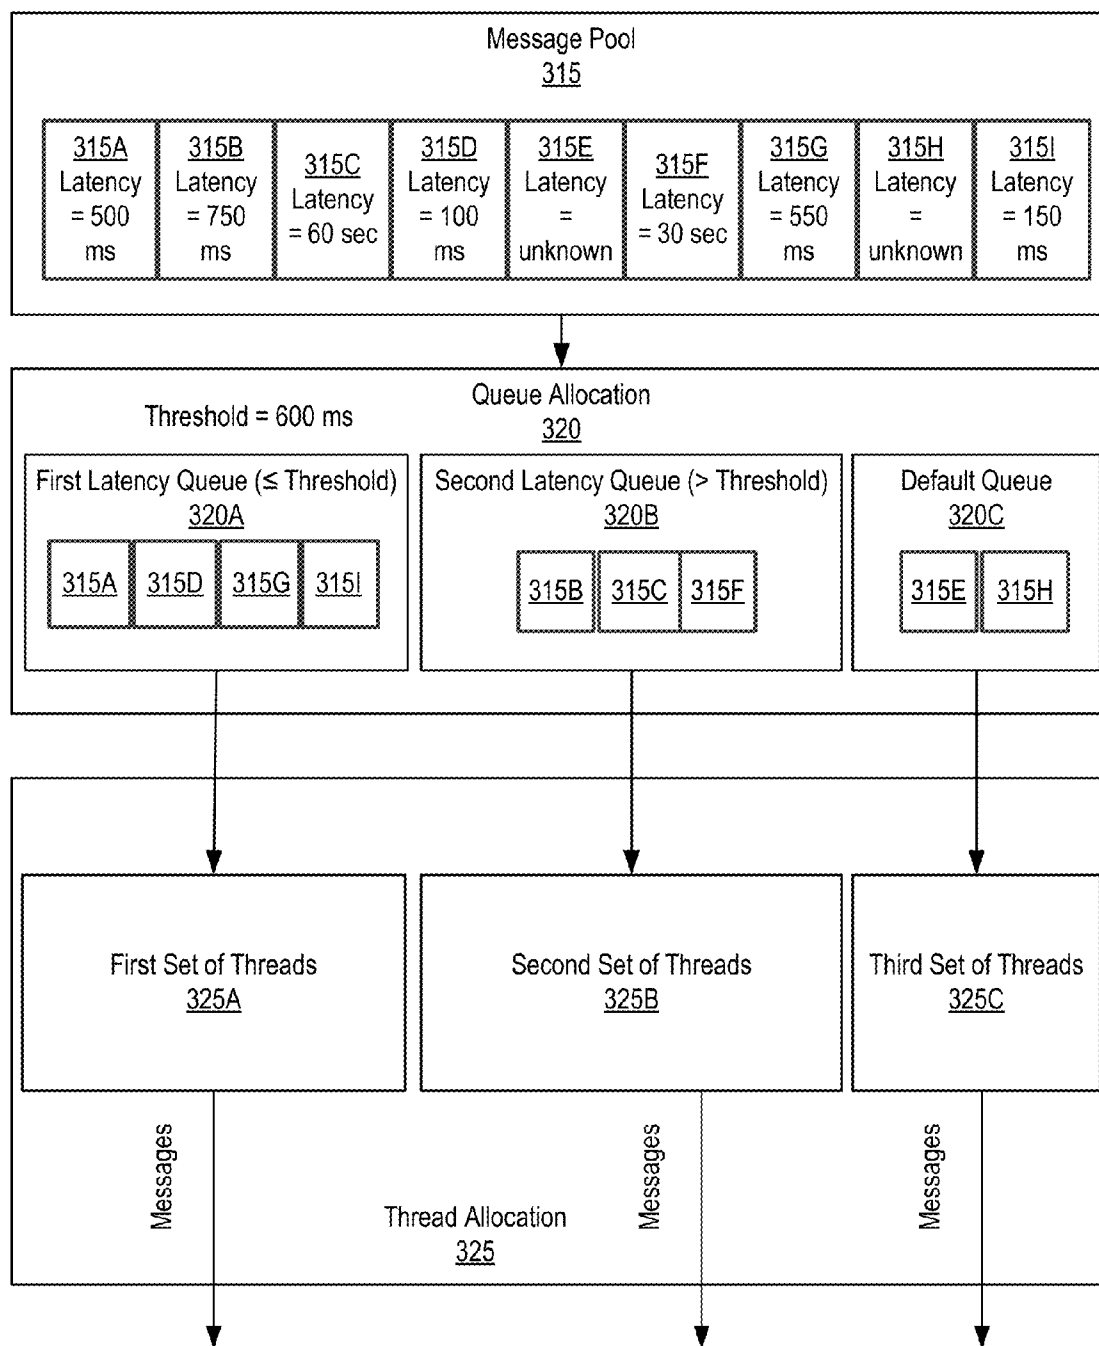 Message Pool
315
315A
Latency
= 500
ms
315B
Latency
= 750
ms
315C
Latency
= 60 sec
315D
Latency
= 100
ms
315E
Latency
=
unknown
315F
Latency
= 30 sec
315G
Latency
= 550
ms
315H
Latency
=
unknown
315I
Latency
= 150
ms
Queue Allocation
320
Threshold = 600 ms
First Latency Queue (≤ Threshold)
320A
315A 315D 315G 315I
Second Latency Queue (> Threshold)
320B
315B 315C 315F
Default Queue
320C
315E 315H
First Set of Threads
325A
Second Set of Threads
325B
Third Set of Threads
325C
Messages
Messages
Messages
Thread Allocation
325